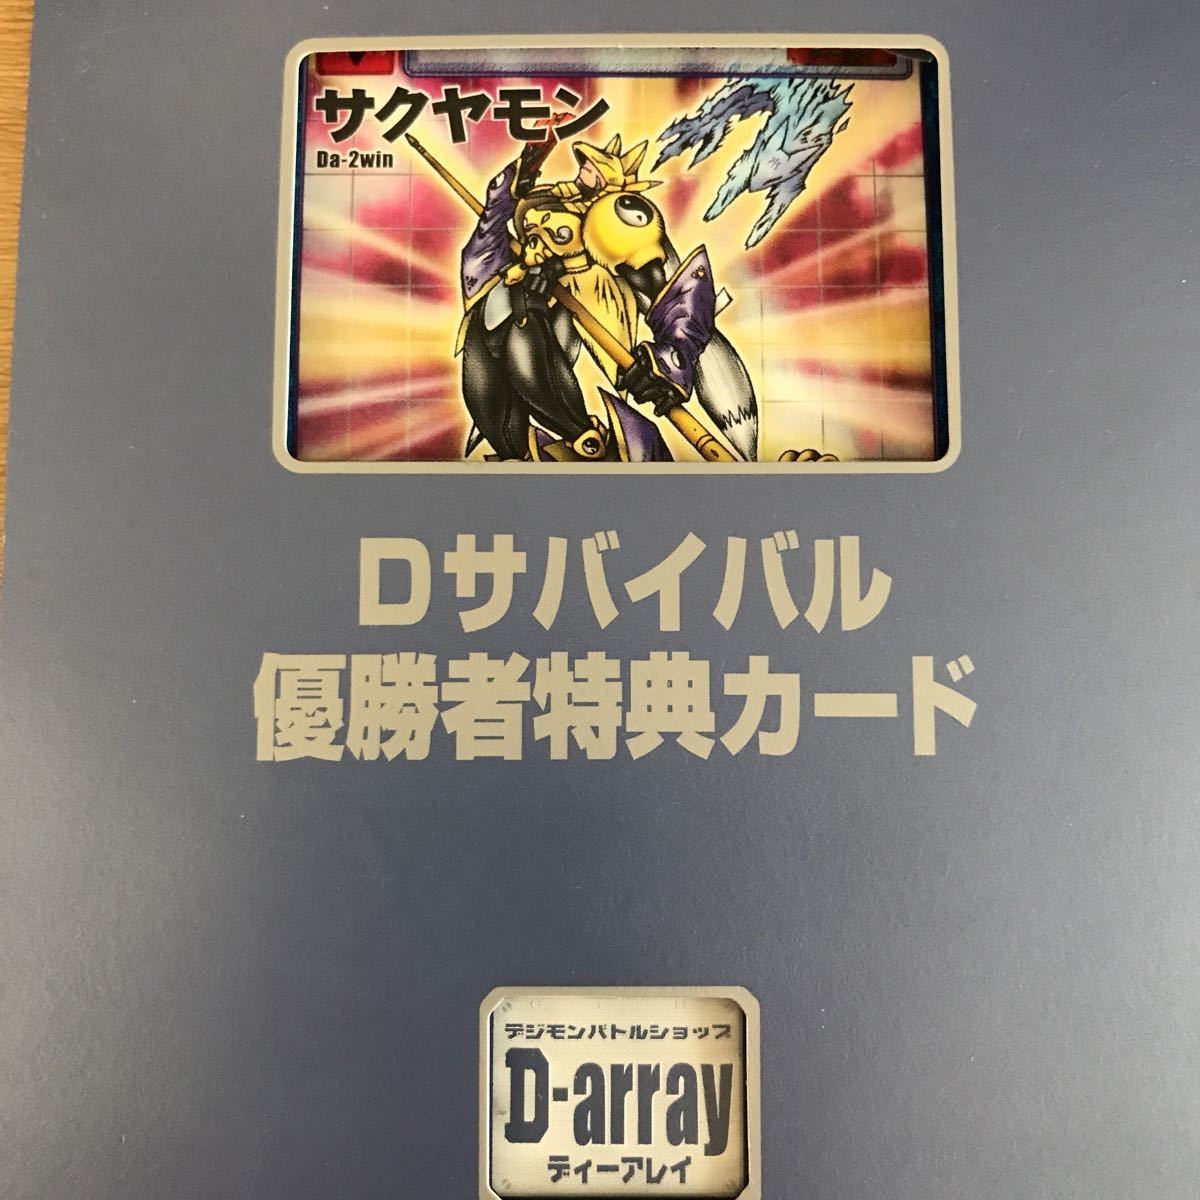 サクヤモン
Da-2win
Dサバイバル
優勝者特典カード
デジモンバトルショップ
D-array
ディーアレイ